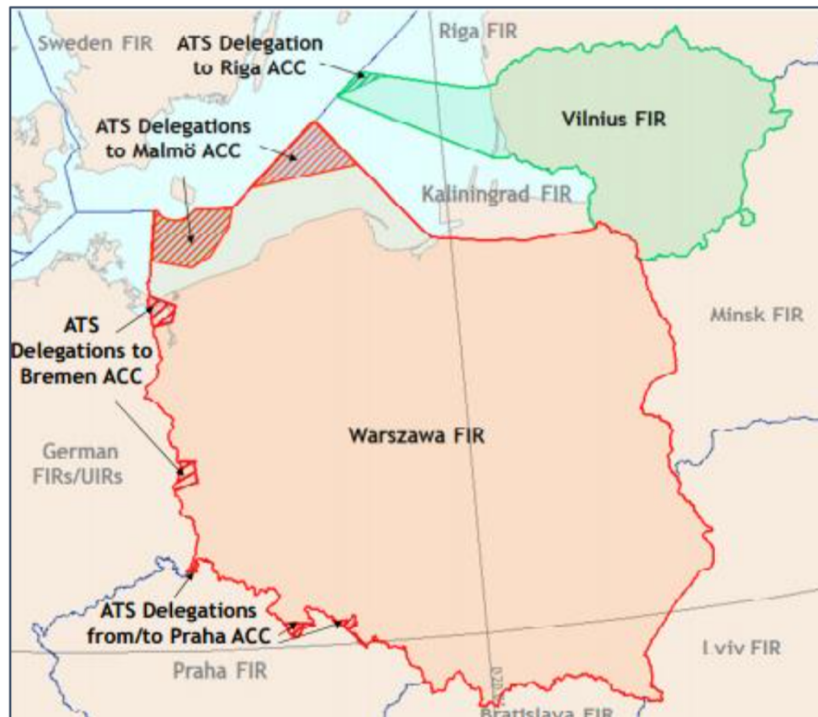 Sweden FIR
ATS Delegation
to Riga ACC
Riga FIR
ATS Delegations
to Malmö ACC
Vilnius FIR
Kaliningrad FIR
ATS
Delegations to
Bremen ACC
Minsk FIR
Warszawa FIR
German
FIRs/UIRs
ATS Delegations
from/to Praha ACC
Praha FIR
Lviv FIR
Bratislava FIR